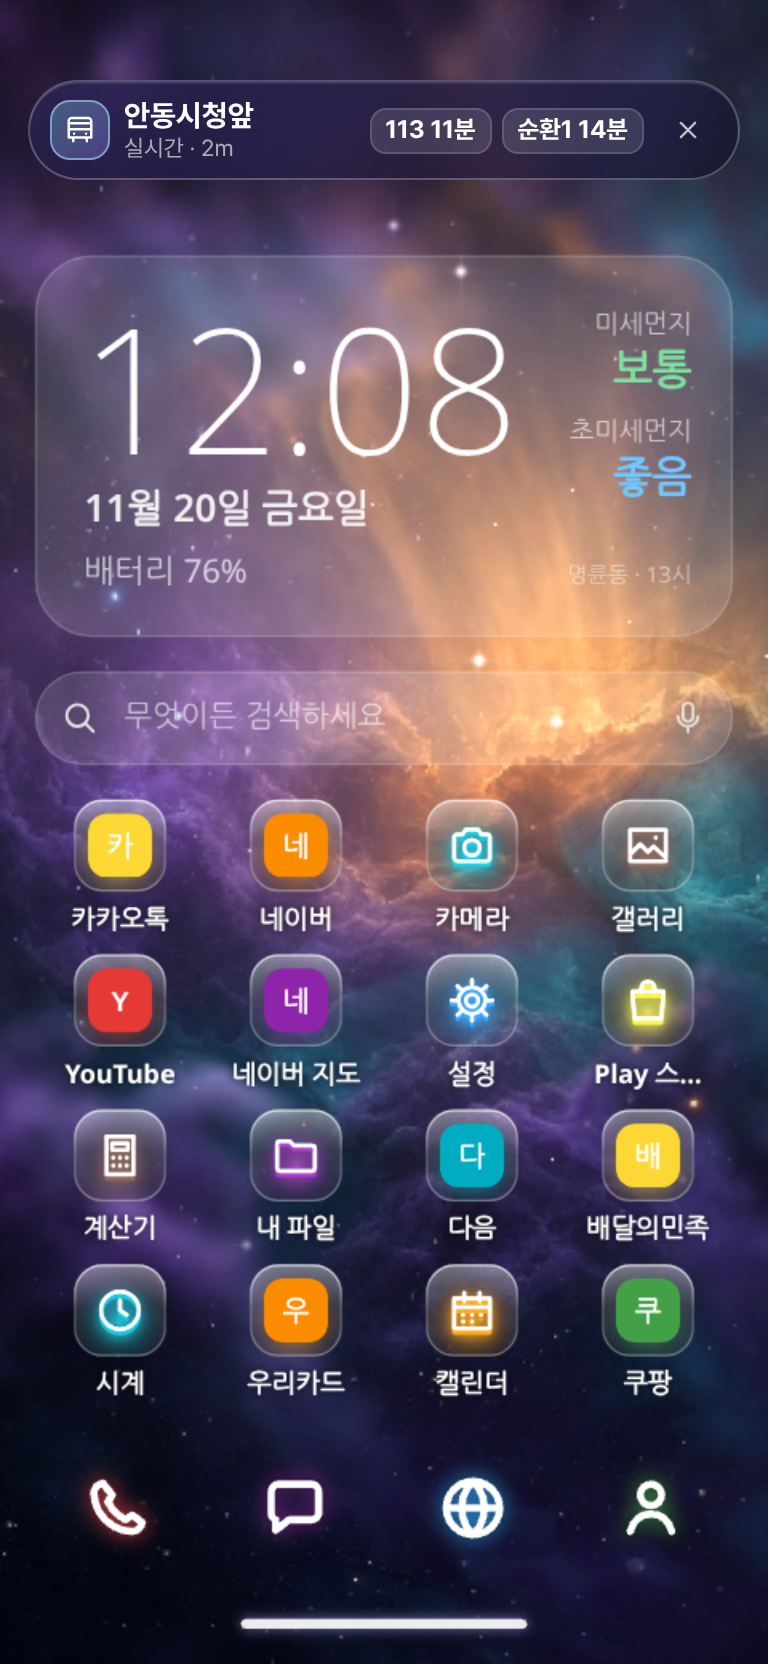 안동시청앞
실시간 · 2m
113 11분
순환1 14분
12:08
11월 20일 금요일
배터리 76%
미세먼지
보통
초미세먼지
좋음
명륜동 · 13시
무엇이든 검색하세요
카 네
카카오톡 네이버 카메라 갤러리
Y 네
YouTube 네이버 지도 설정 Play 스...
다 배
계산기 내 파일 다음 배달의민족
우 쿠
시계 우리카드 캘린더 쿠팡